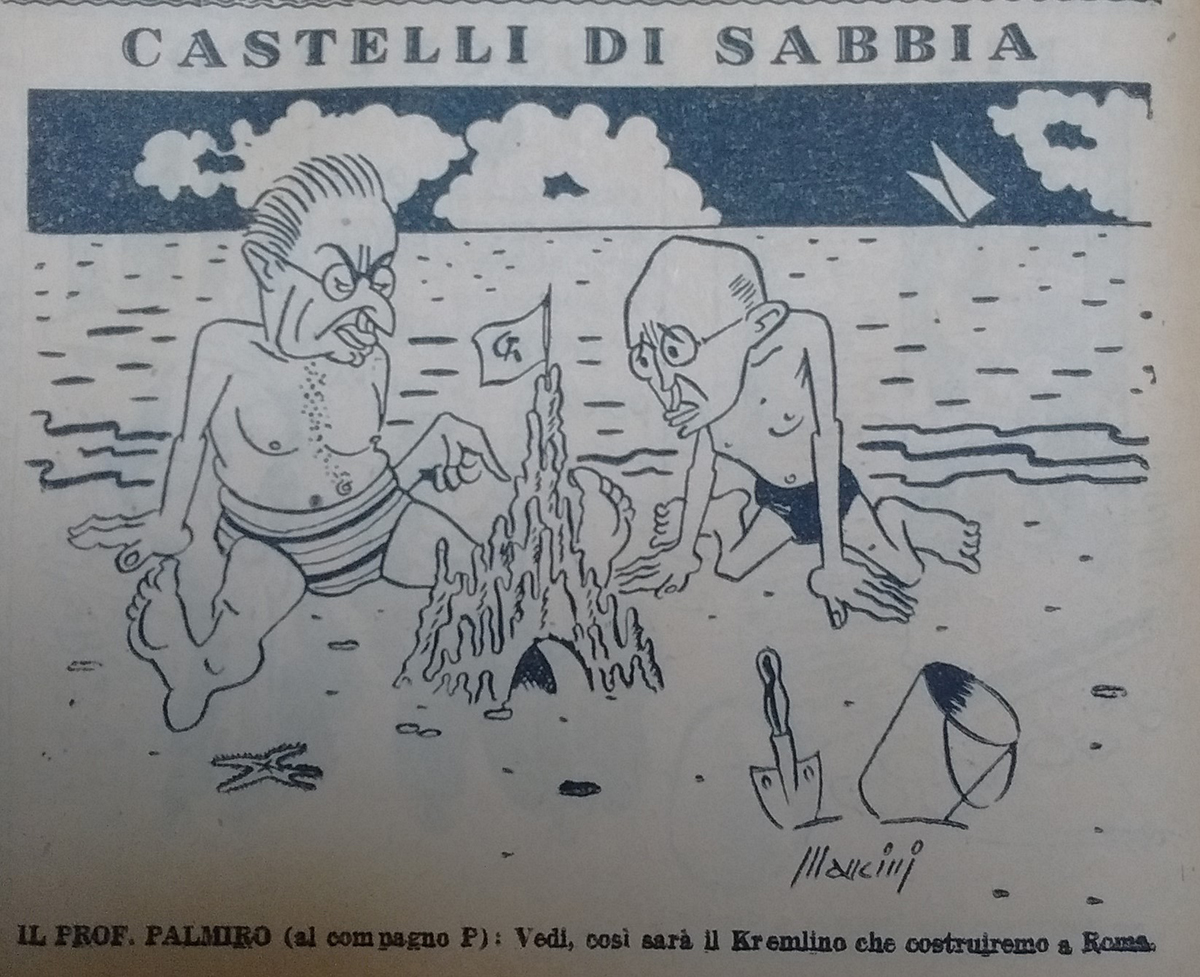 CASTELLI DI SABBIA
Mancini
IL PROF. PALMIRO (al compagno P): Vedi, così sarà il Kremlino che costruiremo a Roma.